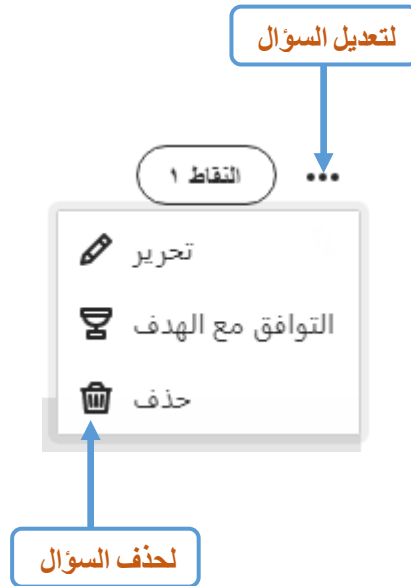 لتعديل السؤال
النقاط ١
تحرير
التوافق مع الهدف
حذف
لحذف السؤال